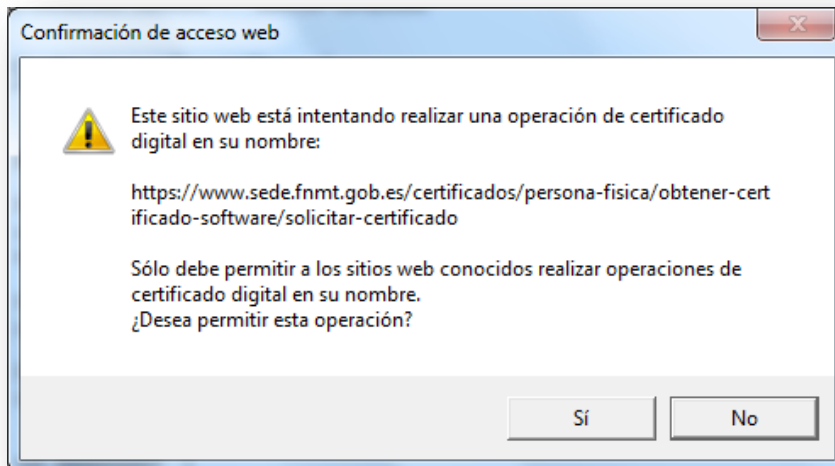 Confirmación de acceso web
Este sitio web está intentando realizar una operación de certificado
digital en su nombre:
https://www.sede.fnmt.gob.es/certificados/persona-fisica/obtener-cert
ificado-software/solicitar-certificado
Sólo debe permitir a los sitios web conocidos realizar operaciones de
certificado digital en su nombre.
¿Desea permitir esta operación?
Sí
No